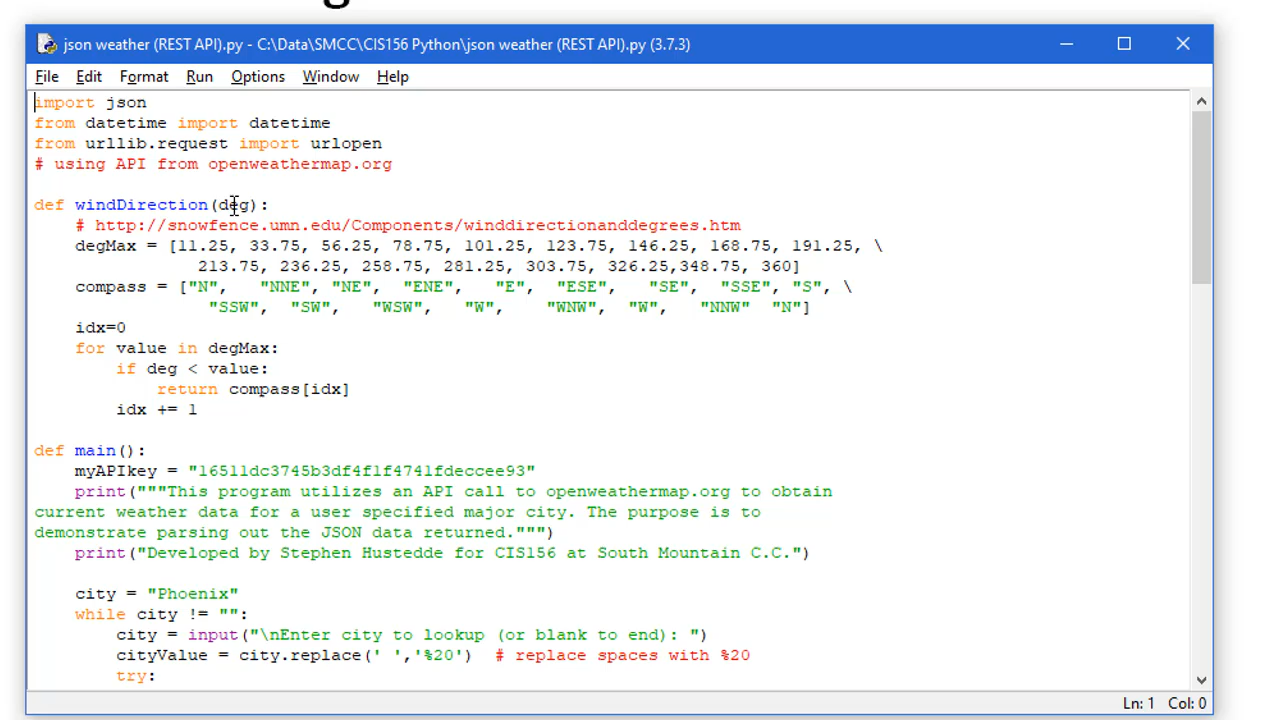 json weather (REST API).py - C:\Data\SMCC\CIS156 Python\json weather (REST API).py (3.7.3)
File Edit Format Run Options Window Help
import json
from datetime import datetime
from urllib.request import urlopen
# using API from openweathermap.org
def windDirection(deg):
# http://snowfence.umn.edu/Components/winddirectionanddegrees.htm
degMax = [11.25, 33.75, 56.25, 78.75, 101.25, 123.75, 146.25, 168.75, 191.25, \
213.75, 236.25, 258.75, 281.25, 303.75, 326.25,348.75, 360]
compass = ["N", "NNE", "NE", "ENE", "E", "ESE", "SE", "SSE", "S", \
"SSW", "SW", "WSW", "W", "WNW", "W", "NNW" "N"]
idx=0
for value in degMax:
if deg < value:
return compass[idx]
idx += 1
def main():
myAPIkey = "16511dc3745b3df4f1f4741fdeccee93"
print("""This program utilizes an API call to openweathermap.org to obtain
current weather data for a user specified major city. The purpose is to
demonstrate parsing out the JSON data returned.""")
print("Developed by Stephen Hustedde for CIS156 at South Mountain C.C.")
city = "Phoenix"
while city != "":
city = input("\nEnter city to lookup (or blank to end): ")
cityValue = city.replace(' ','%20') # replace spaces with %20
try:
Ln: 1 Col: 0